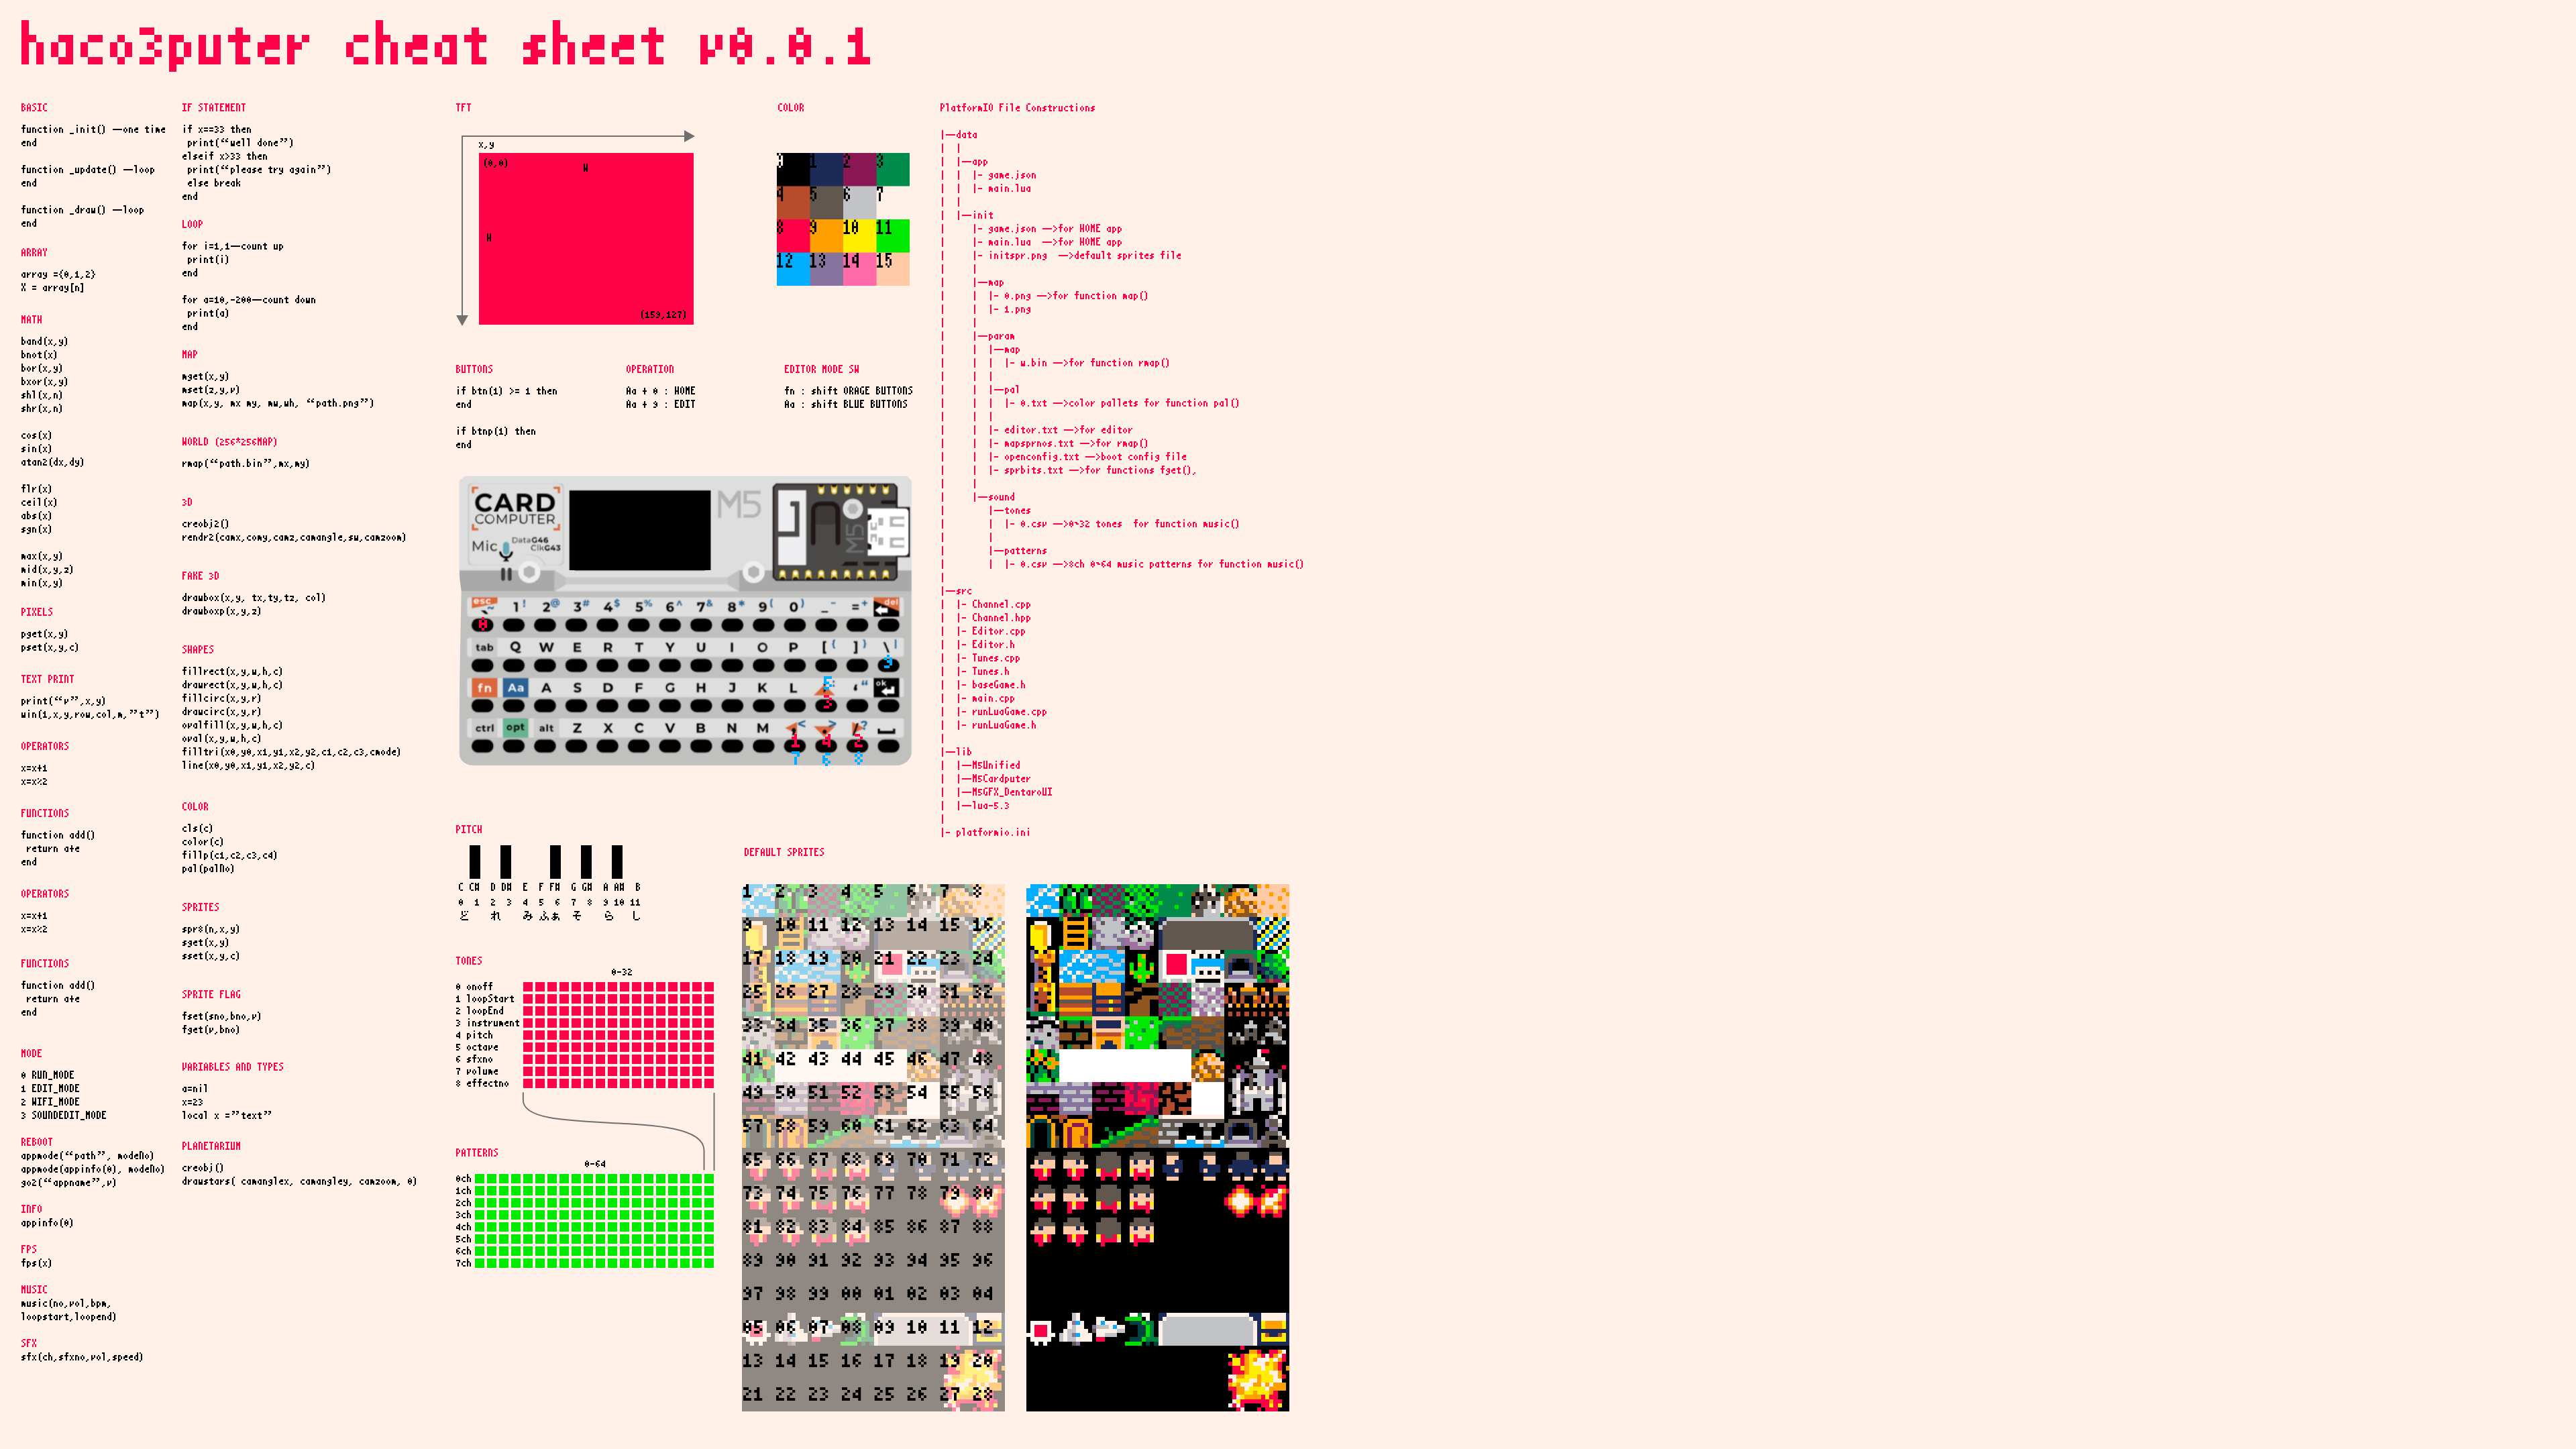 haco3puter cheat sheet v0.0.1
BASIC
function _init() --one time
end
function _update() --loop
end
function _draw() --loop
end
ARRAY
array ={0,1,2}
X = array[n]
MATH
band(x,y)
bnot(x)
bor(x,y)
bxor(x,y)
shl(x,n)
shr(x,n)
cos(x)
sin(x)
atan2(dx,dy)
flr(x)
ceil(x)
abs(x)
sgn(x)
max(x,y)
mid(x,y,z)
min(x,y)
PIXELS
pget(x,y)
pset(x,y,c)
TEXT PRINT
print(“v”,x,y)
win(1,x,y,row,col,m,”t”)
OPERATORS
x=x+1
x=x%2
FUNCTIONS
function add()
return a+e
end
OPERATORS
x=x+1
x=x%2
FUNCTIONS
function add()
return a+e
end
MODE
0 RUN_MODE
1 EDIT_MODE
2 WIFI_MODE
3 SOUNDEDIT_MODE
REBOOT
appmode(“path”, modeNo)
appmode(appinfo(0), modeNo)
go2(“appname”,v)
INFO
appinfo(0)
FPS
fps(x)
MUSIC
music(no,vol,bpm,
loopstart,loopend)
SFX
sfx(ch,sfxno,vol,speed)
IF STATEMENT
if x==33 then
print(“well done”)
elseif x>33 then
print(“please try again”)
else break
end
LOOP
for i=1,1--count up
print(i)
end
for a=10,-200--count down
print(a)
end
MAP
mget(x,y)
mset(z,y,v)
map(x,y, mx my, mw,wh, “path.png”)
WORLD (256*256MAP)
rmap(“path.bin”,mx,my)
3D
creobj2()
rendr2(camx,comy,camz,camangle,sw,camzoom)
FAKE 3D
drawbox(x,y, tx,ty,tz, col)
drawboxp(x,y,z)
SHAPES
fillrect(x,y,w,h,c)
drawrect(x,y,w,h,c)
fillcirc(x,y,r)
drawcirc(x,y,r)
ovalfill(x,y,w,h,c)
oval(x,y,w,h,c)
filltri(x0,y0,x1,y1,x2,y2,c1,c2,c3,cmode)
line(x0,y0,x1,y1,x2,y2,c)
COLOR
cls(c)
color(c)
fillp(c1,c2,c3,c4)
pal(palNo)
SPRITES
spr8(n,x,y)
sget(x,y)
sset(x,y,c)
SPRITE FLAG
fset(sno,bno,v)
fget(v,bno)
VARIABLES AND TYPES
a=nil
x=23
local x =”text”
PLANETARIUM
creobj()
drawstars( camanglex, camangley, camzoom, 0)
TFT
x,y
(0,0)
W
H
(159,127)
COLOR
0 1 2 3
4 5 6 7
8 9 10 11
12 13 14 15
BUTTONS
if btn(1) >= 1 then
end
if btnp(1) then
end
OPERATION
Aa + 0 : HOME
Aa + 9 : EDIT
EDITOR MODE SW
fn : shift ORAGE BUTTONS
Aa : shift BLUE BUTTONS
CARD
COMPUTER
Mic DataG46
ClkG43
M5
M5
esc ` ~ 1 ! 2 @ 3 # 4 $ 5 % 6 ^ 7 & 8 * 9 ( 0 ) _ - = + del
0
tab Q W E R T Y U I O P [ { ] } \ |
9
fn Aa A S D F G H J K L 5 ‘ “ ok
3
ctrl opt alt Z X C V B N M < > ?
1 4 2
7 6 8
PITCH
C C# D D# E F F# G G# A A# B
0 1 2 3 4 5 6 7 8 9 10 11
ど れ み ふぁ そ ら し
TONES
0-32
0 onoff
1 loopStart
2 loopEnd
3 instrument
4 pitch
5 octave
6 sfxno
7 volume
8 effectno
PATTERNS
0-64
0ch
1ch
2ch
3ch
4ch
5ch
6ch
7ch
PlatformIO File Constructions
|--data
| |
| |--app
| | |- game.json
| | |- main.lua
| |
| |--init
| |- game.json -->for HOME app
| |- main.lua -->for HOME app
| |- initspr.png -->default sprites file
| |
| |--map
| | |- 0.png -->for function map()
| | |- 1.png
| |
| |--param
| | |--map
| | | |- w.bin -->for function rmap()
| | |
| | |--pal
| | | |- 0.txt -->color pallets for function pal()
| | |
| | |- editor.txt -->for editor
| | |- mapsprnos.txt -->for rmap()
| | |- openconfig.txt -->boot config file
| | |- sprbits.txt -->for functions fget(),
| |
| |--sound
| |--tones
| | |- 0.csv -->0~32 tones for function music()
| |
| |--patterns
| |- 0.csv -->8ch 0~64 music patterns for function music()
|
|--src
| |- Channel.cpp
| |- Channel.hpp
| |- Editor.cpp
| |- Editor.h
| |- Tunes.cpp
| |- Tunes.h
| |- baseGame.h
| |- main.cpp
| |- runLuaGame.cpp
| |- runLuaGame.h
|
|--lib
| |--M5Unified
| |--M5Cardputer
| |--M5GFX_DentaroUI
| |--lua-5.3
|
|- platformio.ini
DEFAULT SPRITES
1 2 3 4 5 6 7 8
9 10 11 12 13 14 15 16
17 18 19 20 21 22 23 24
25 26 27 28 29 30 31 32
33 34 35 36 37 38 39 40
41 42 43 44 45 46 47 48
49 50 51 52 53 54 55 56
57 58 59 60 61 62 63 64
65 66 67 68 69 70 71 72
73 74 75 76 77 78 79 80
81 82 83 84 85 86 87 88
89 90 91 92 93 94 95 96
97 98 99 00 01 02 03 04
05 06 07 08 09 10 11 12
13 14 15 16 17 18 19 20
21 22 23 24 25 26 27 28